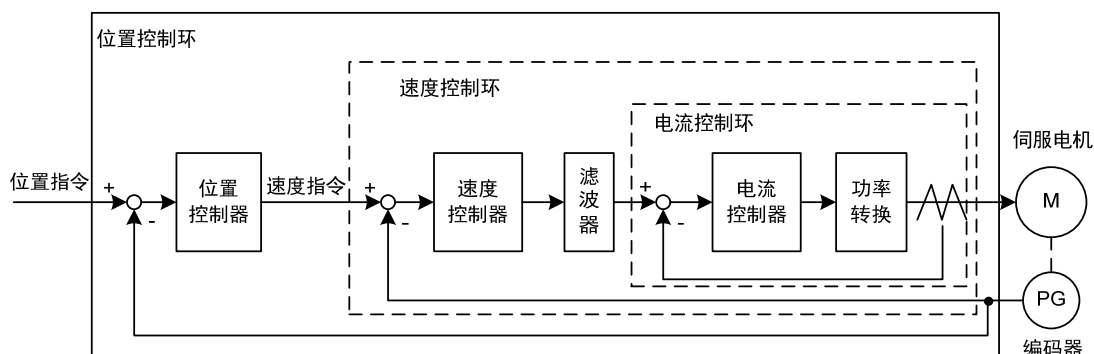 位置控制环
速度控制环
电流控制环
伺服电机
位置指令
+
-
位置
控制器
速度指令
+
-
速度
控制器
滤
波
器
+
-
电流
控制器
功率
转换
M
PG
编码器